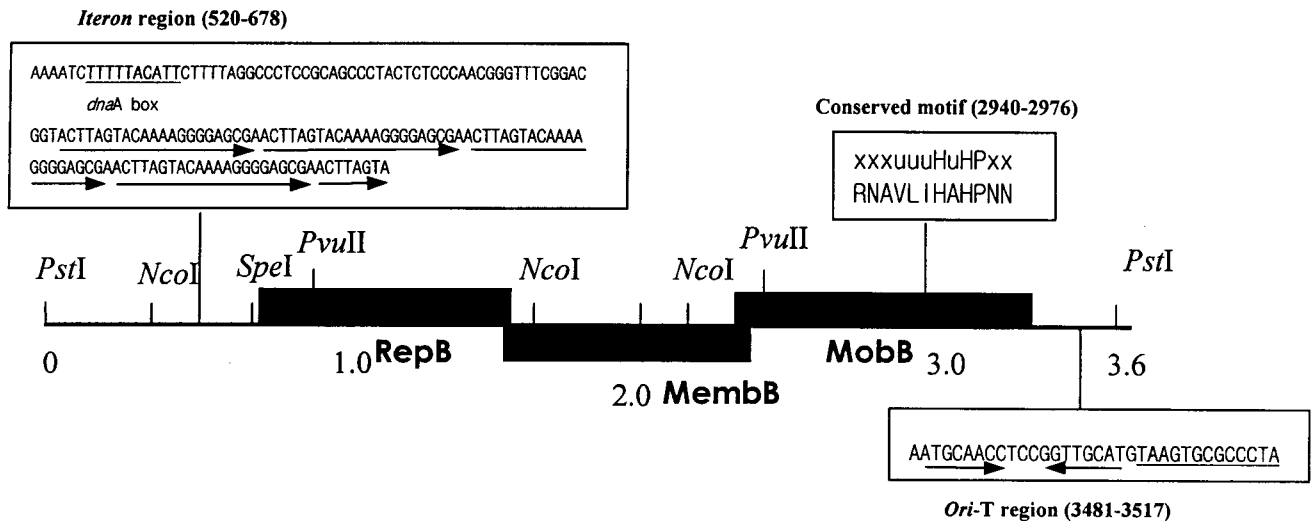 Iteron region (520-678)
AAAATCTTTTTACATTCTTTTAGGCCCTCCGCAGCCCTACTCTCCCAACGGGTTTCGGAC
dnaA box
GGTACTTAGTACAAAAGGGGAGCGAACTTAGTACAAAAGGGGAGCGAACTTAGTACAAAA
GGGGAGCGAACTTAGTACAAAAGGGGAGCGAACTTAGTA
Conserved motif (2940-2976)
xxxuuuHuHPxx
RNAVLIHAHPNN
PstI NcoI SpeI PvuII NcoI NcoI PvuII PstI
0 1.0 RepB 2.0 MembB MobB 3.0 3.6
AATGCAACCTCCGGTTGCATGTAAGTGCGCCCTA
Ori-T region (3481-3517)